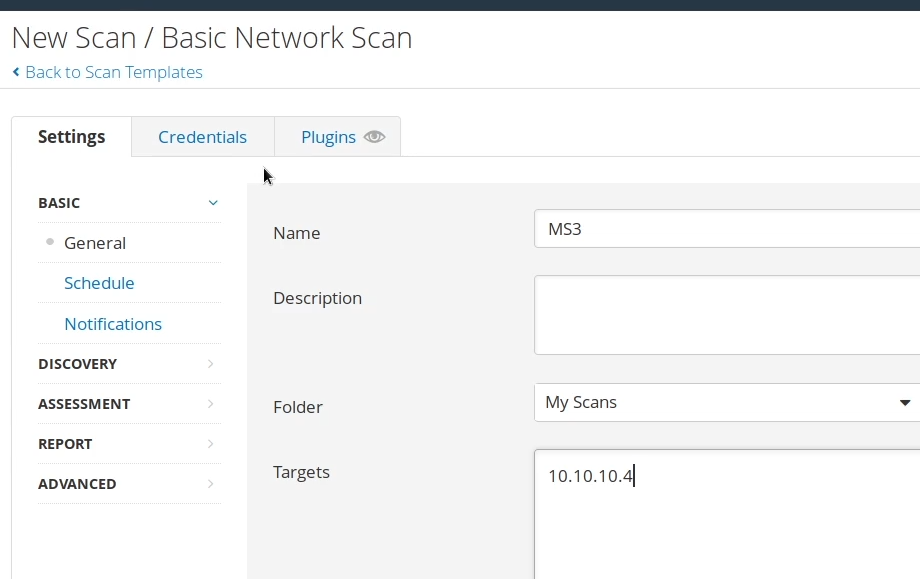 New Scan / Basic Network Scan
Back to Scan Templates
Settings
Credentials
Plugins
BASIC
General
Schedule
Notifications
DISCOVERY
ASSESSMENT
REPORT
ADVANCED
Name
MS3
Description
Folder
My Scans
Targets
10.10.10.4